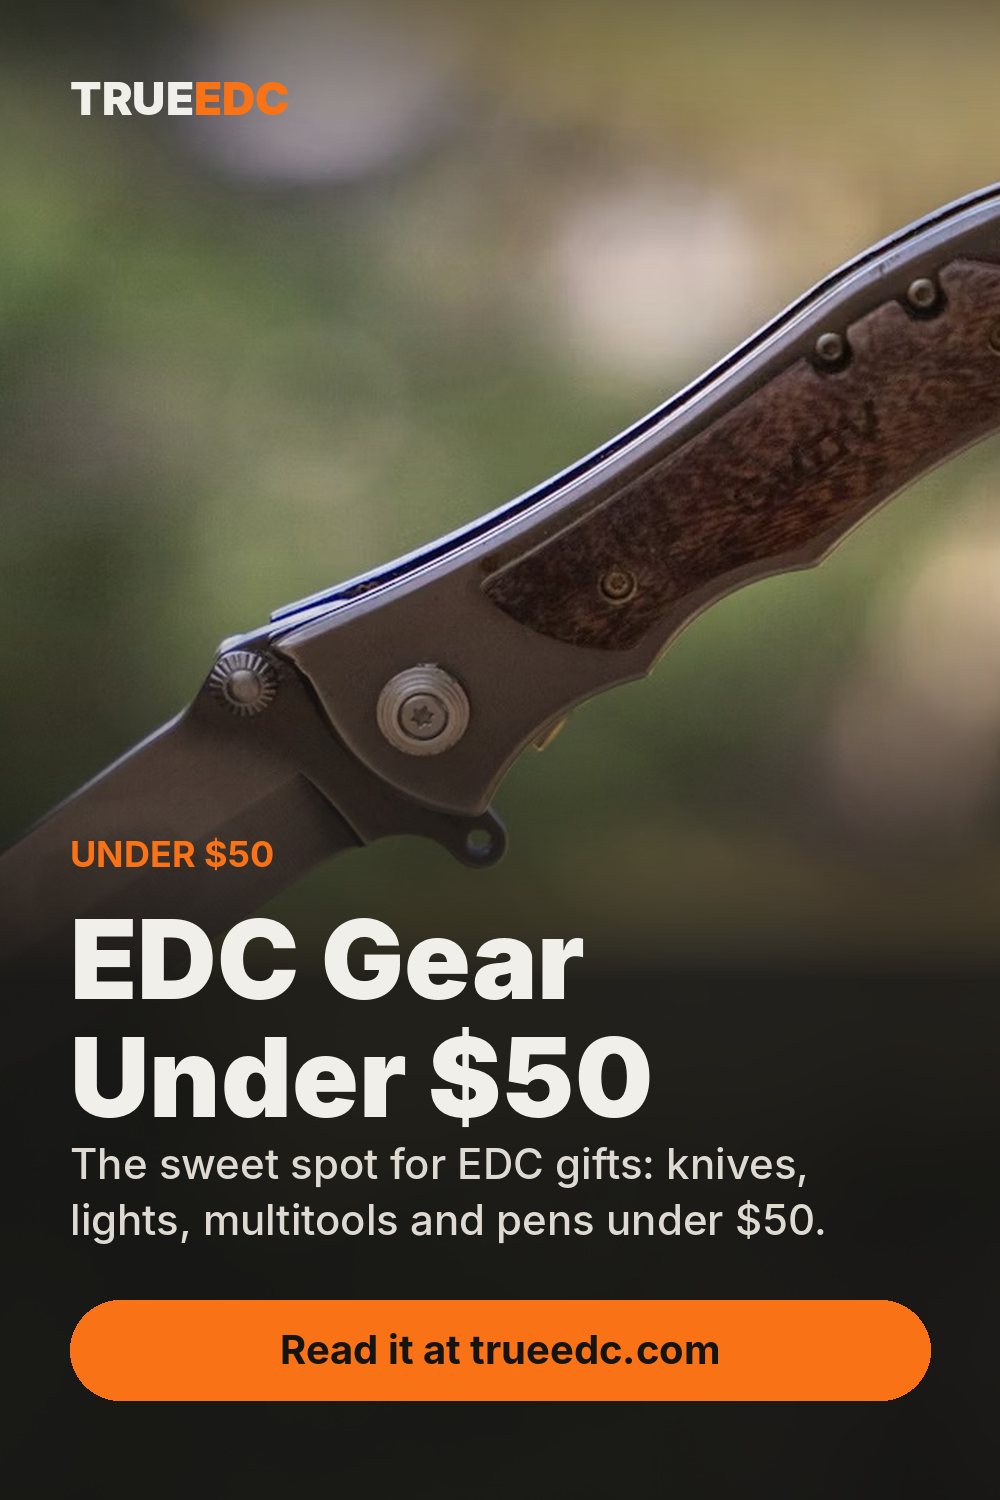 TRUEEDC
UNDER $50
EDC Gear
Under $50
The sweet spot for EDC gifts: knives,
lights, multitools and pens under $50.
Read it at trueedc.com